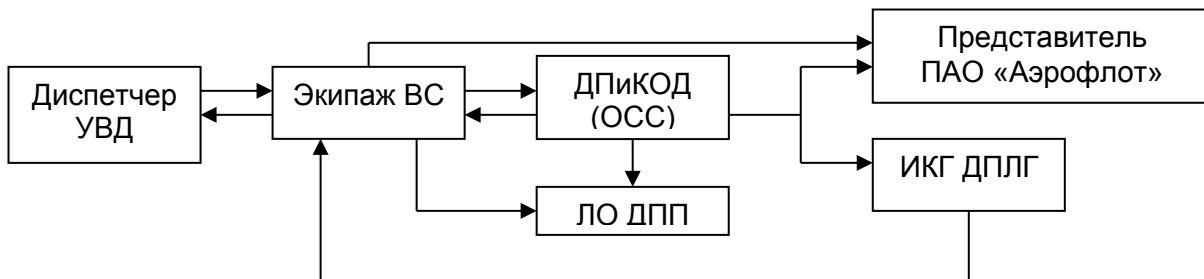 Диспетчер
УВД
Экипаж ВС
ДПиКОД
(ОСС)
Представитель
ПАО «Аэрофлот»
ИКГ ДПЛГ
ЛО ДПП